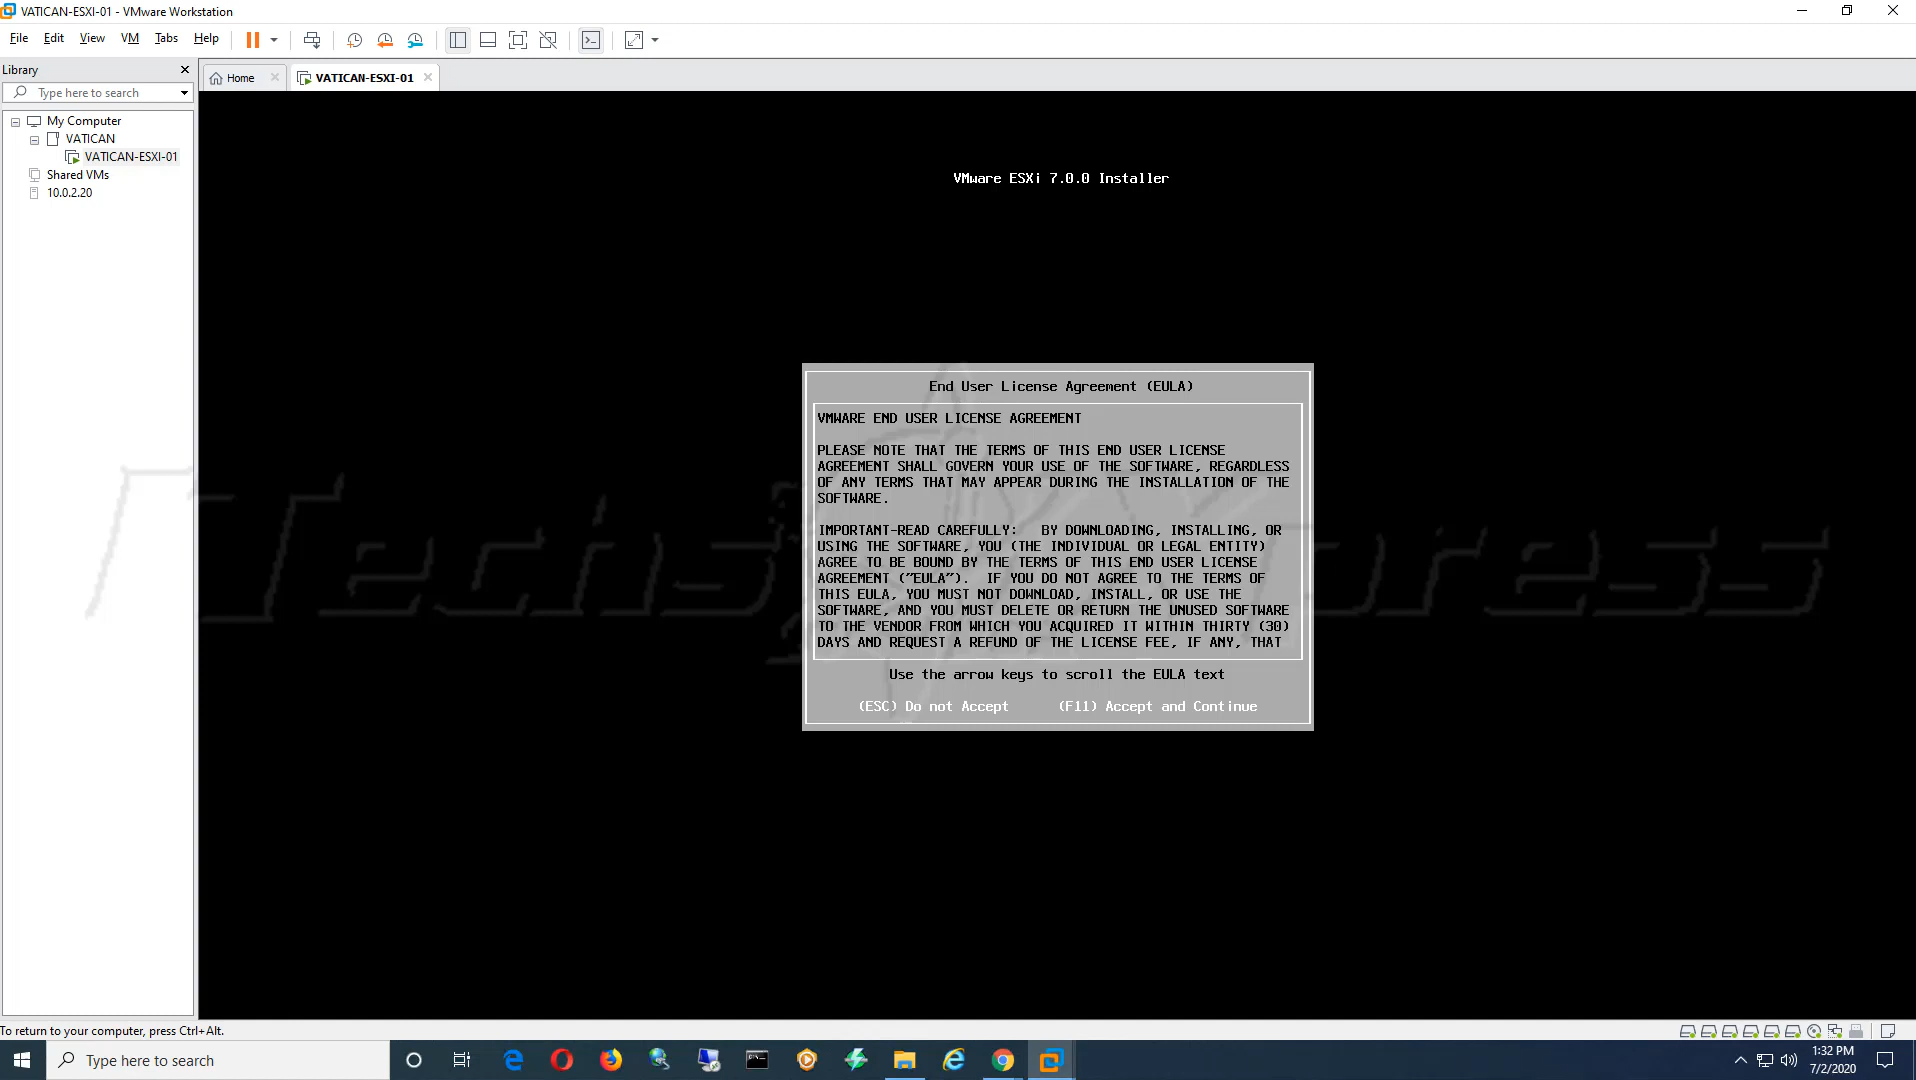 VATICAN-ESXI-01 - VMware Workstation
File Edit View VM Tabs Help
Library
Home
VATICAN-ESXI-01
Type here to search
My Computer
VATICAN
VATICAN-ESXI-01
Shared VMs
10.0.2.20
VMware ESXi 7.0.0 Installer
End User License Agreement (EULA)
VMWARE END USER LICENSE AGREEMENT
PLEASE NOTE THAT THE TERMS OF THIS END USER LICENSE
AGREEMENT SHALL GOVERN YOUR USE OF THE SOFTWARE, REGARDLESS
OF ANY TERMS THAT MAY APPEAR DURING THE INSTALLATION OF THE
SOFTWARE.
IMPORTANT-READ CAREFULLY:   BY DOWNLOADING, INSTALLING, OR
USING THE SOFTWARE, YOU (THE INDIVIDUAL OR LEGAL ENTITY)
AGREE TO BE BOUND BY THE TERMS OF THIS END USER LICENSE
AGREEMENT ("EULA").  IF YOU DO NOT AGREE TO THE TERMS OF
THIS EULA, YOU MUST NOT DOWNLOAD, INSTALL, OR USE THE
SOFTWARE, AND YOU MUST DELETE OR RETURN THE UNUSED SOFTWARE
TO THE VENDOR FROM WHICH YOU ACQUIRED IT WITHIN THIRTY (30)
DAYS AND REQUEST A REFUND OF THE LICENSE FEE, IF ANY, THAT
Use the arrow keys to scroll the EULA text
(ESC) Do not Accept (F11) Accept and Continue
To return to your computer, press Ctrl+Alt.
Type here to search
1:32 PM
7/2/2020